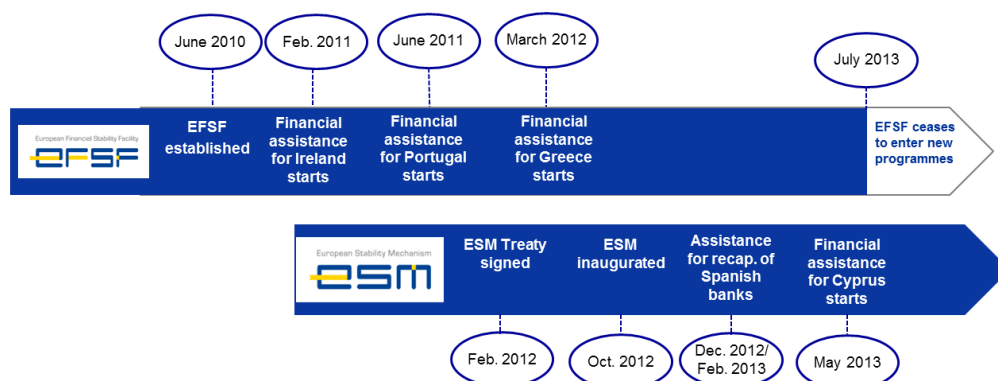 June 2010
Feb. 2011
June 2011
March 2012
July 2013
European Financial Stability Facility
EFSF
EFSF
established
Financial
assistance
for Ireland
starts
Financial
assistance
for Portugal
starts
Financial
assistance
for Greece
starts
EFSF ceases
to enter new
programmes
European Stability Mechanism
esm
ESM Treaty
signed
ESM
inaugurated
Assistance
for recap. of
Spanish
banks
Financial
assistance
for Cyprus
starts
Feb. 2012
Oct. 2012
Dec. 2012/
Feb. 2013
May 2013